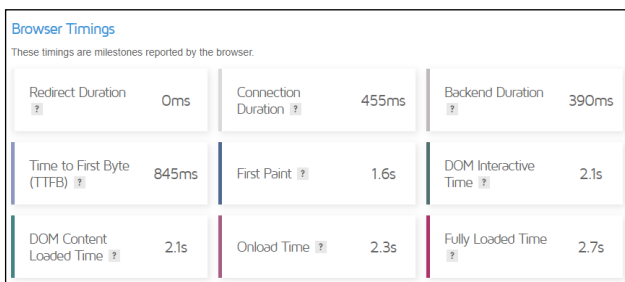 Browser Timings
These timings are milestones reported by the browser.
Redirect Duration
?
0ms
Connection
Duration ?
455ms
Backend Duration
?
390ms
Time to First Byte
(TTFB) ?
845ms
First Paint ?
1.6s
DOM Interactive
Time ?
2.1s
DOM Content
Loaded Time ?
2.1s
Onload Time ?
2.3s
Fully Loaded Time
?
2.7s